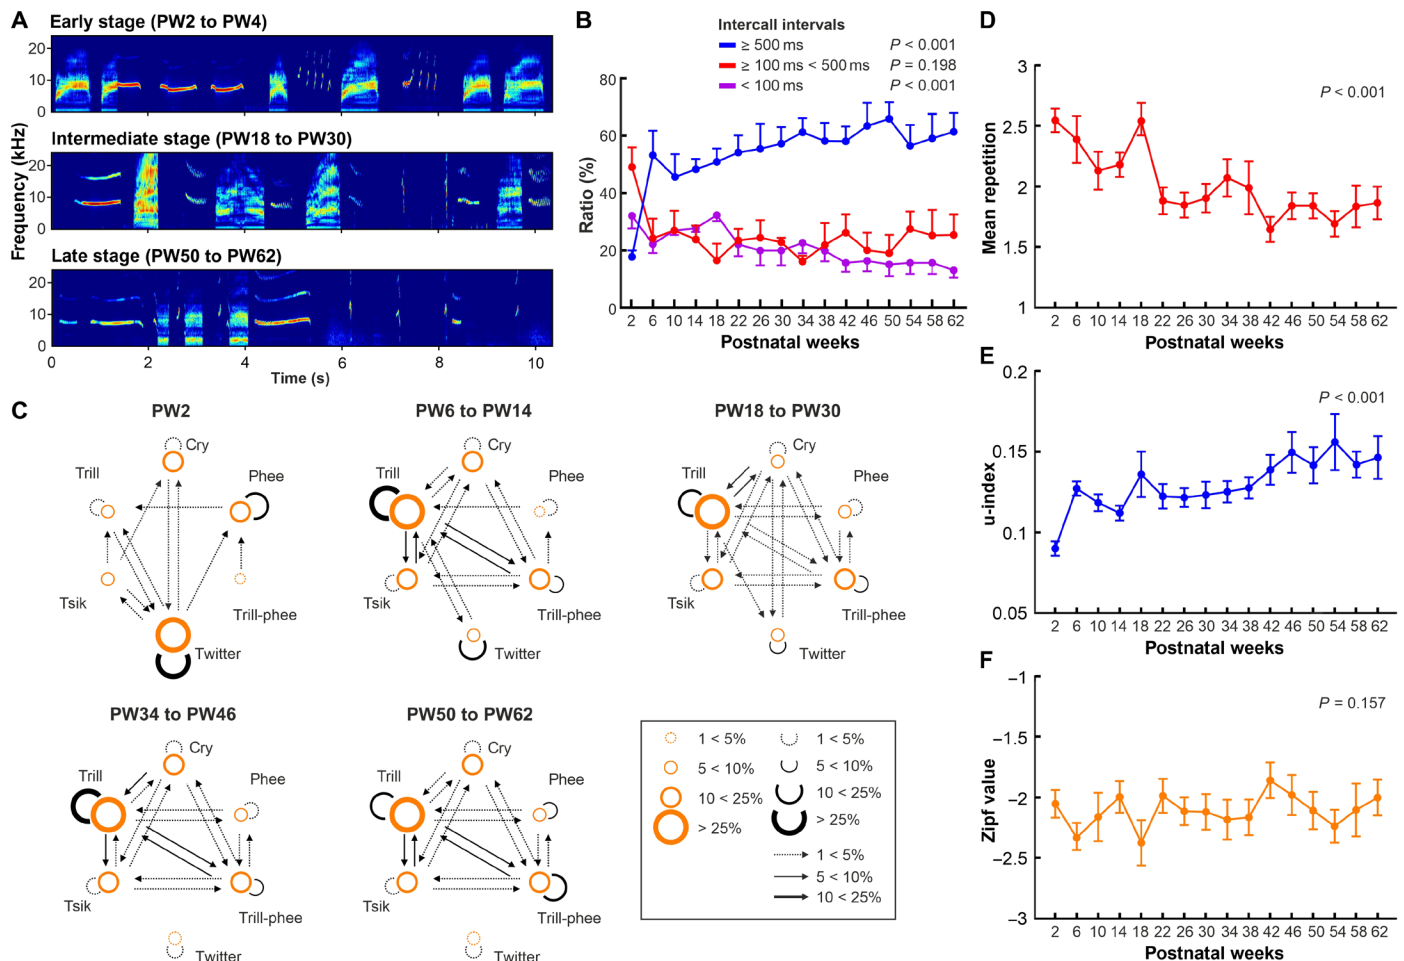 A
Early stage (PW2 to PW4)
20
10
0
Intermediate stage (PW18 to PW30)
20
10
0
Late stage (PW50 to PW62)
20
10
0
0 2 4 6 8 10
Time (s)
Frequency (kHz)
B
Intercall intervals
≥ 500 ms P < 0.001
≥ 100 ms < 500 ms P = 0.198
< 100 ms P < 0.001
80
60
40
20
0
Ratio (%)
2 6 10 14 18 22 26 30 34 38 42 46 50 54 58 62
Postnatal weeks
C
PW2
Cry
Trill
Phee
Tsik
Trill-phee
Twitter
PW6 to PW14
Cry
Trill
Phee
Tsik
Trill-phee
Twitter
PW18 to PW30
Cry
Trill
Phee
Tsik
Trill-phee
Twitter
PW34 to PW46
Cry
Trill
Phee
Tsik
Trill-phee
Twitter
PW50 to PW62
Cry
Trill
Phee
Tsik
Trill-phee
Twitter
1 < 5% 1 < 5%
5 < 10% 5 < 10%
10 < 25% 10 < 25%
> 25% > 25%
1 < 5%
5 < 10%
10 < 25%
D
3
2.5
2
1.5
1
Mean repetition
P < 0.001
2 6 10 14 18 22 26 30 34 38 42 46 50 54 58 62
Postnatal weeks
E
0.2
0.15
0.1
0.05
u-index
P < 0.001
2 6 10 14 18 22 26 30 34 38 42 46 50 54 58 62
Postnatal weeks
F
−1
−1.5
−2
−2.5
−3
Zipf value
P = 0.157
2 6 10 14 18 22 26 30 34 38 42 46 50 54 58 62
Postnatal weeks